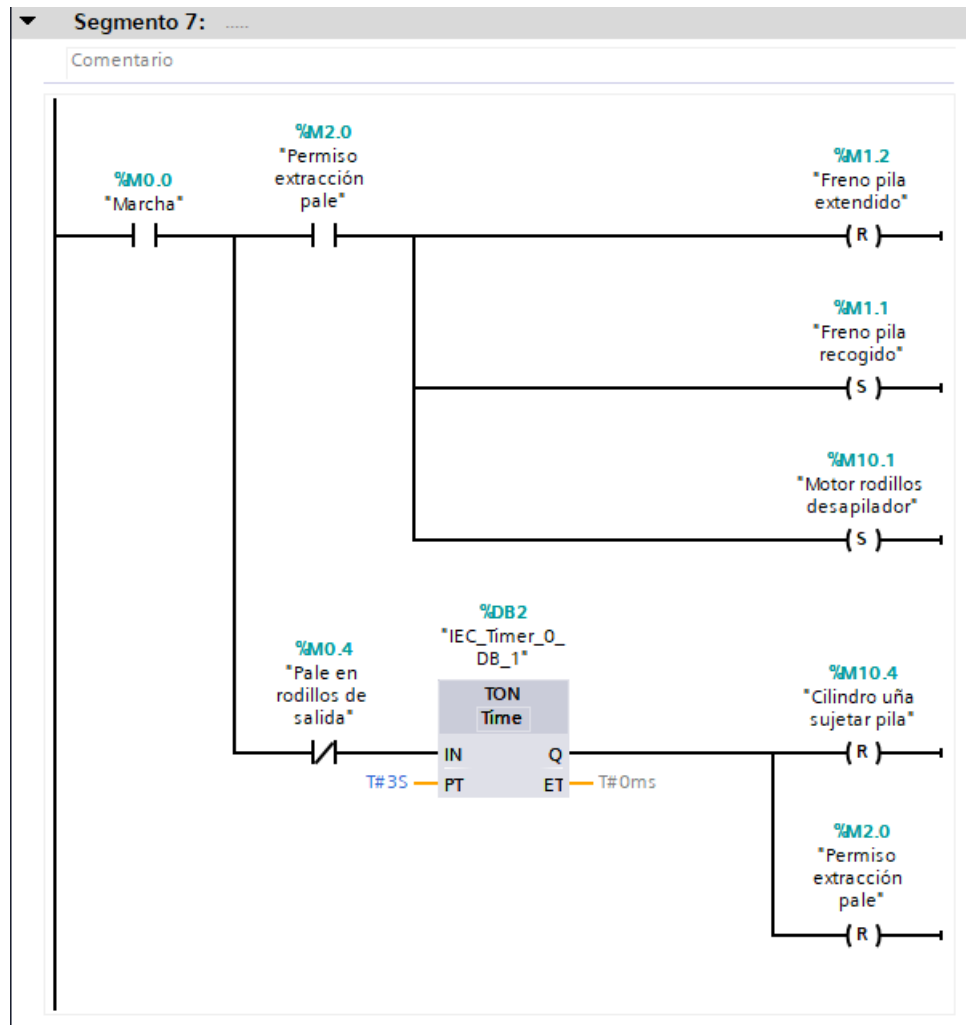 Segmento 7: .....
Comentario
%M2.0
"Permiso
extracción
pale"
%M0.0
"Marcha"
%M1.2
"Freno pila
extendido"
( R )
%M1.1
"Freno pila
recogido"
( S )
%M10.1
"Motor rodillos
desapilador"
( S )
%DB2
"IEC_Timer_0_
DB_1"
%M0.4
"Pale en
rodillos de
salida"
TON
Time
IN Q
T#3S PT ET T#0ms
%M10.4
"Cilindro uña
sujetar pila"
( R )
%M2.0
"Permiso
extracción
pale"
( R )